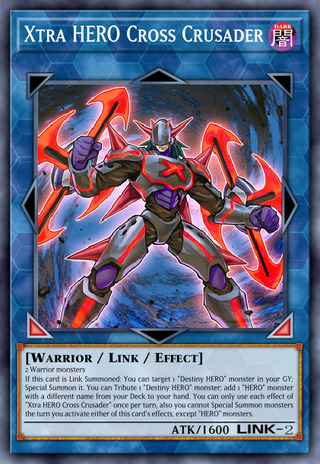 Xtra HERO Cross Crusader
DARK
闇
[Warrior / Link / Effect]
2 Warrior monsters
If this card is Link Summoned: You can target 1 "Destiny HERO" monster in your GY;
Special Summon it. You can Tribute 1 "Destiny HERO" monster; add 1 "HERO" monster
with a different name from your Deck to your hand. You can only use each effect of
"Xtra HERO Cross Crusader" once per turn, also you cannot Special Summon monsters
the turn you activate either of this card's effects, except "HERO" monsters.
ATK/1600 LINK-2